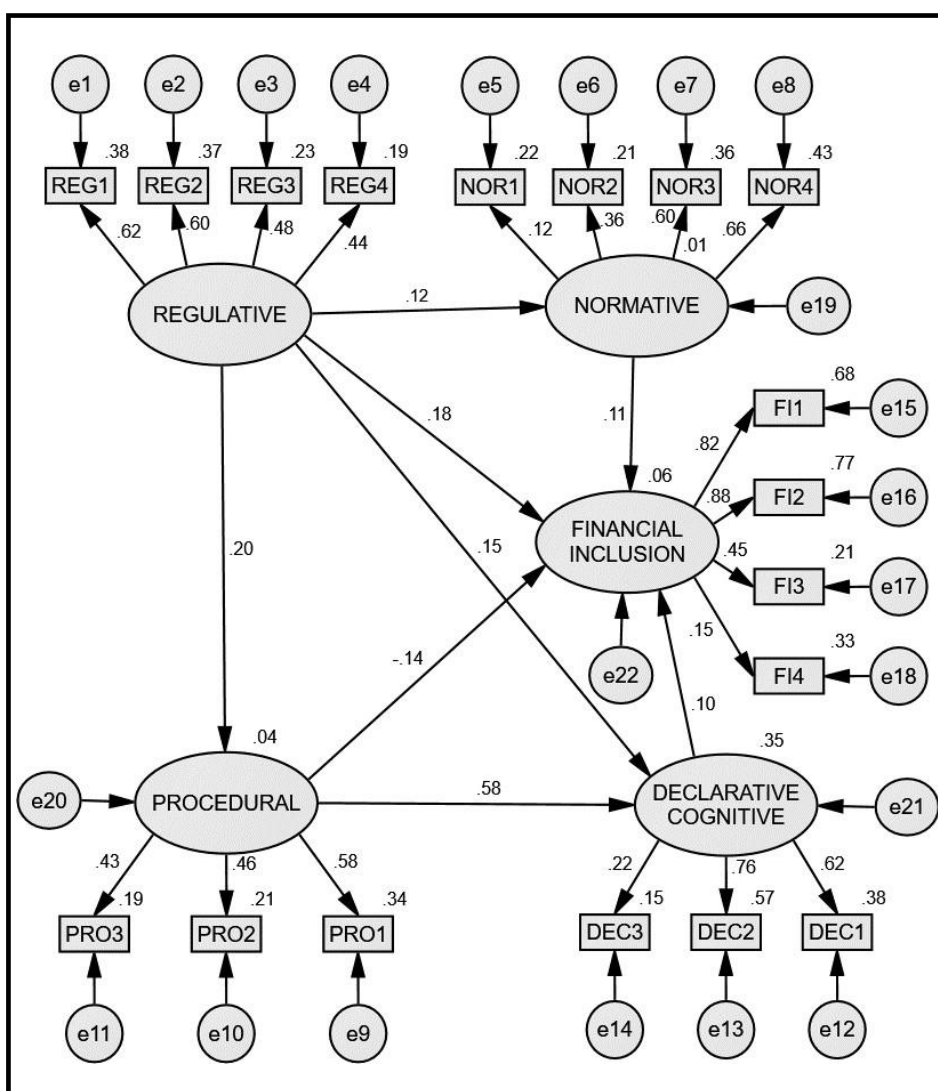 e1 e2 e3 e4 e5 e6 e7 e8
.38 .37 .23 .19 .22 .21 .36 .43
REG1 REG2 REG3 REG4 NOR1 NOR2 NOR3 NOR4
.62 .60 .48 .44 .12 .36 .60 .01 .66
REGULATIVE .12 NORMATIVE e19
.68
FI1 e15
.18 .11 .82
.06 .77
.88 FI2 e16
FINANCIAL
INCLUSION
.20 .15 .45 .21
FI3 e17
-.14 .15 .33
e22 FI4 e18
.10
.04 .35
e20 PROCEDURAL .58 DECLARATIVE
COGNITIVE e21
.43 .46 .58 .22 .76 .62
.19 .21 .34 .15 .57 .38
PRO3 PRO2 PRO1 DEC3 DEC2 DEC1
e11 e10 e9 e14 e13 e12